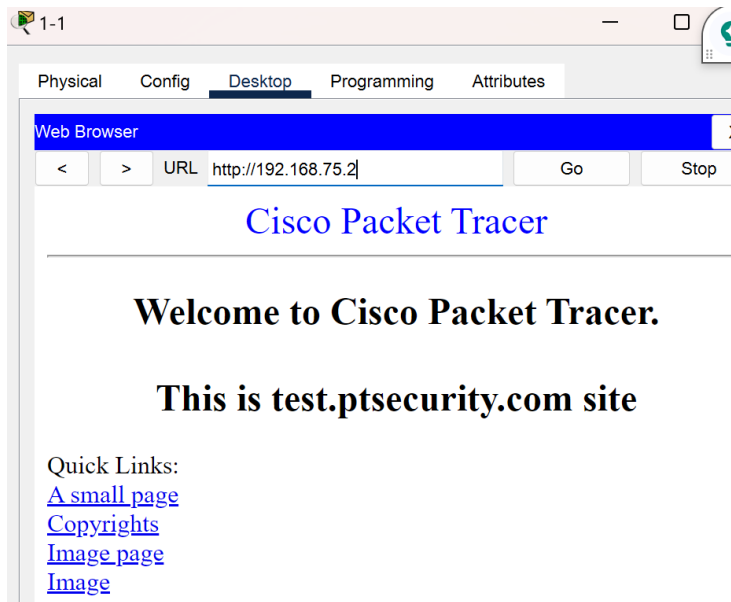 1-1
Physical Config Desktop Programming Attributes
Web Browser
< > URL http://192.168.75.2 Go Stop
Cisco Packet Tracer
Welcome to Cisco Packet Tracer.
This is test.ptsecurity.com site
Quick Links:
A small page
Copyrights
Image page
Image